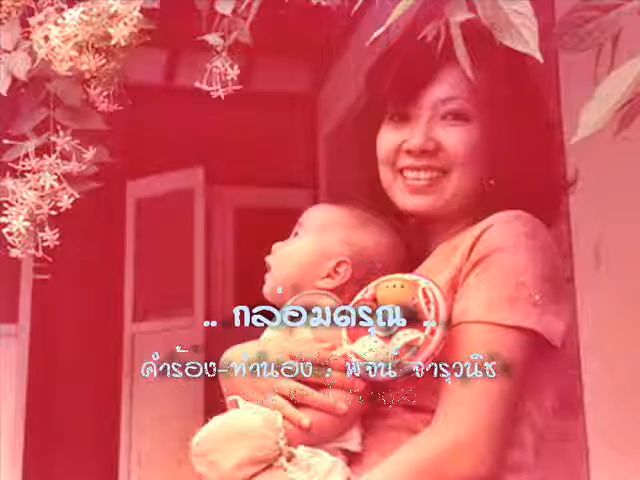 .. กล่อมดรุณ ..
คำร้อง-ทำนอง : พจน์ จารุวณิช